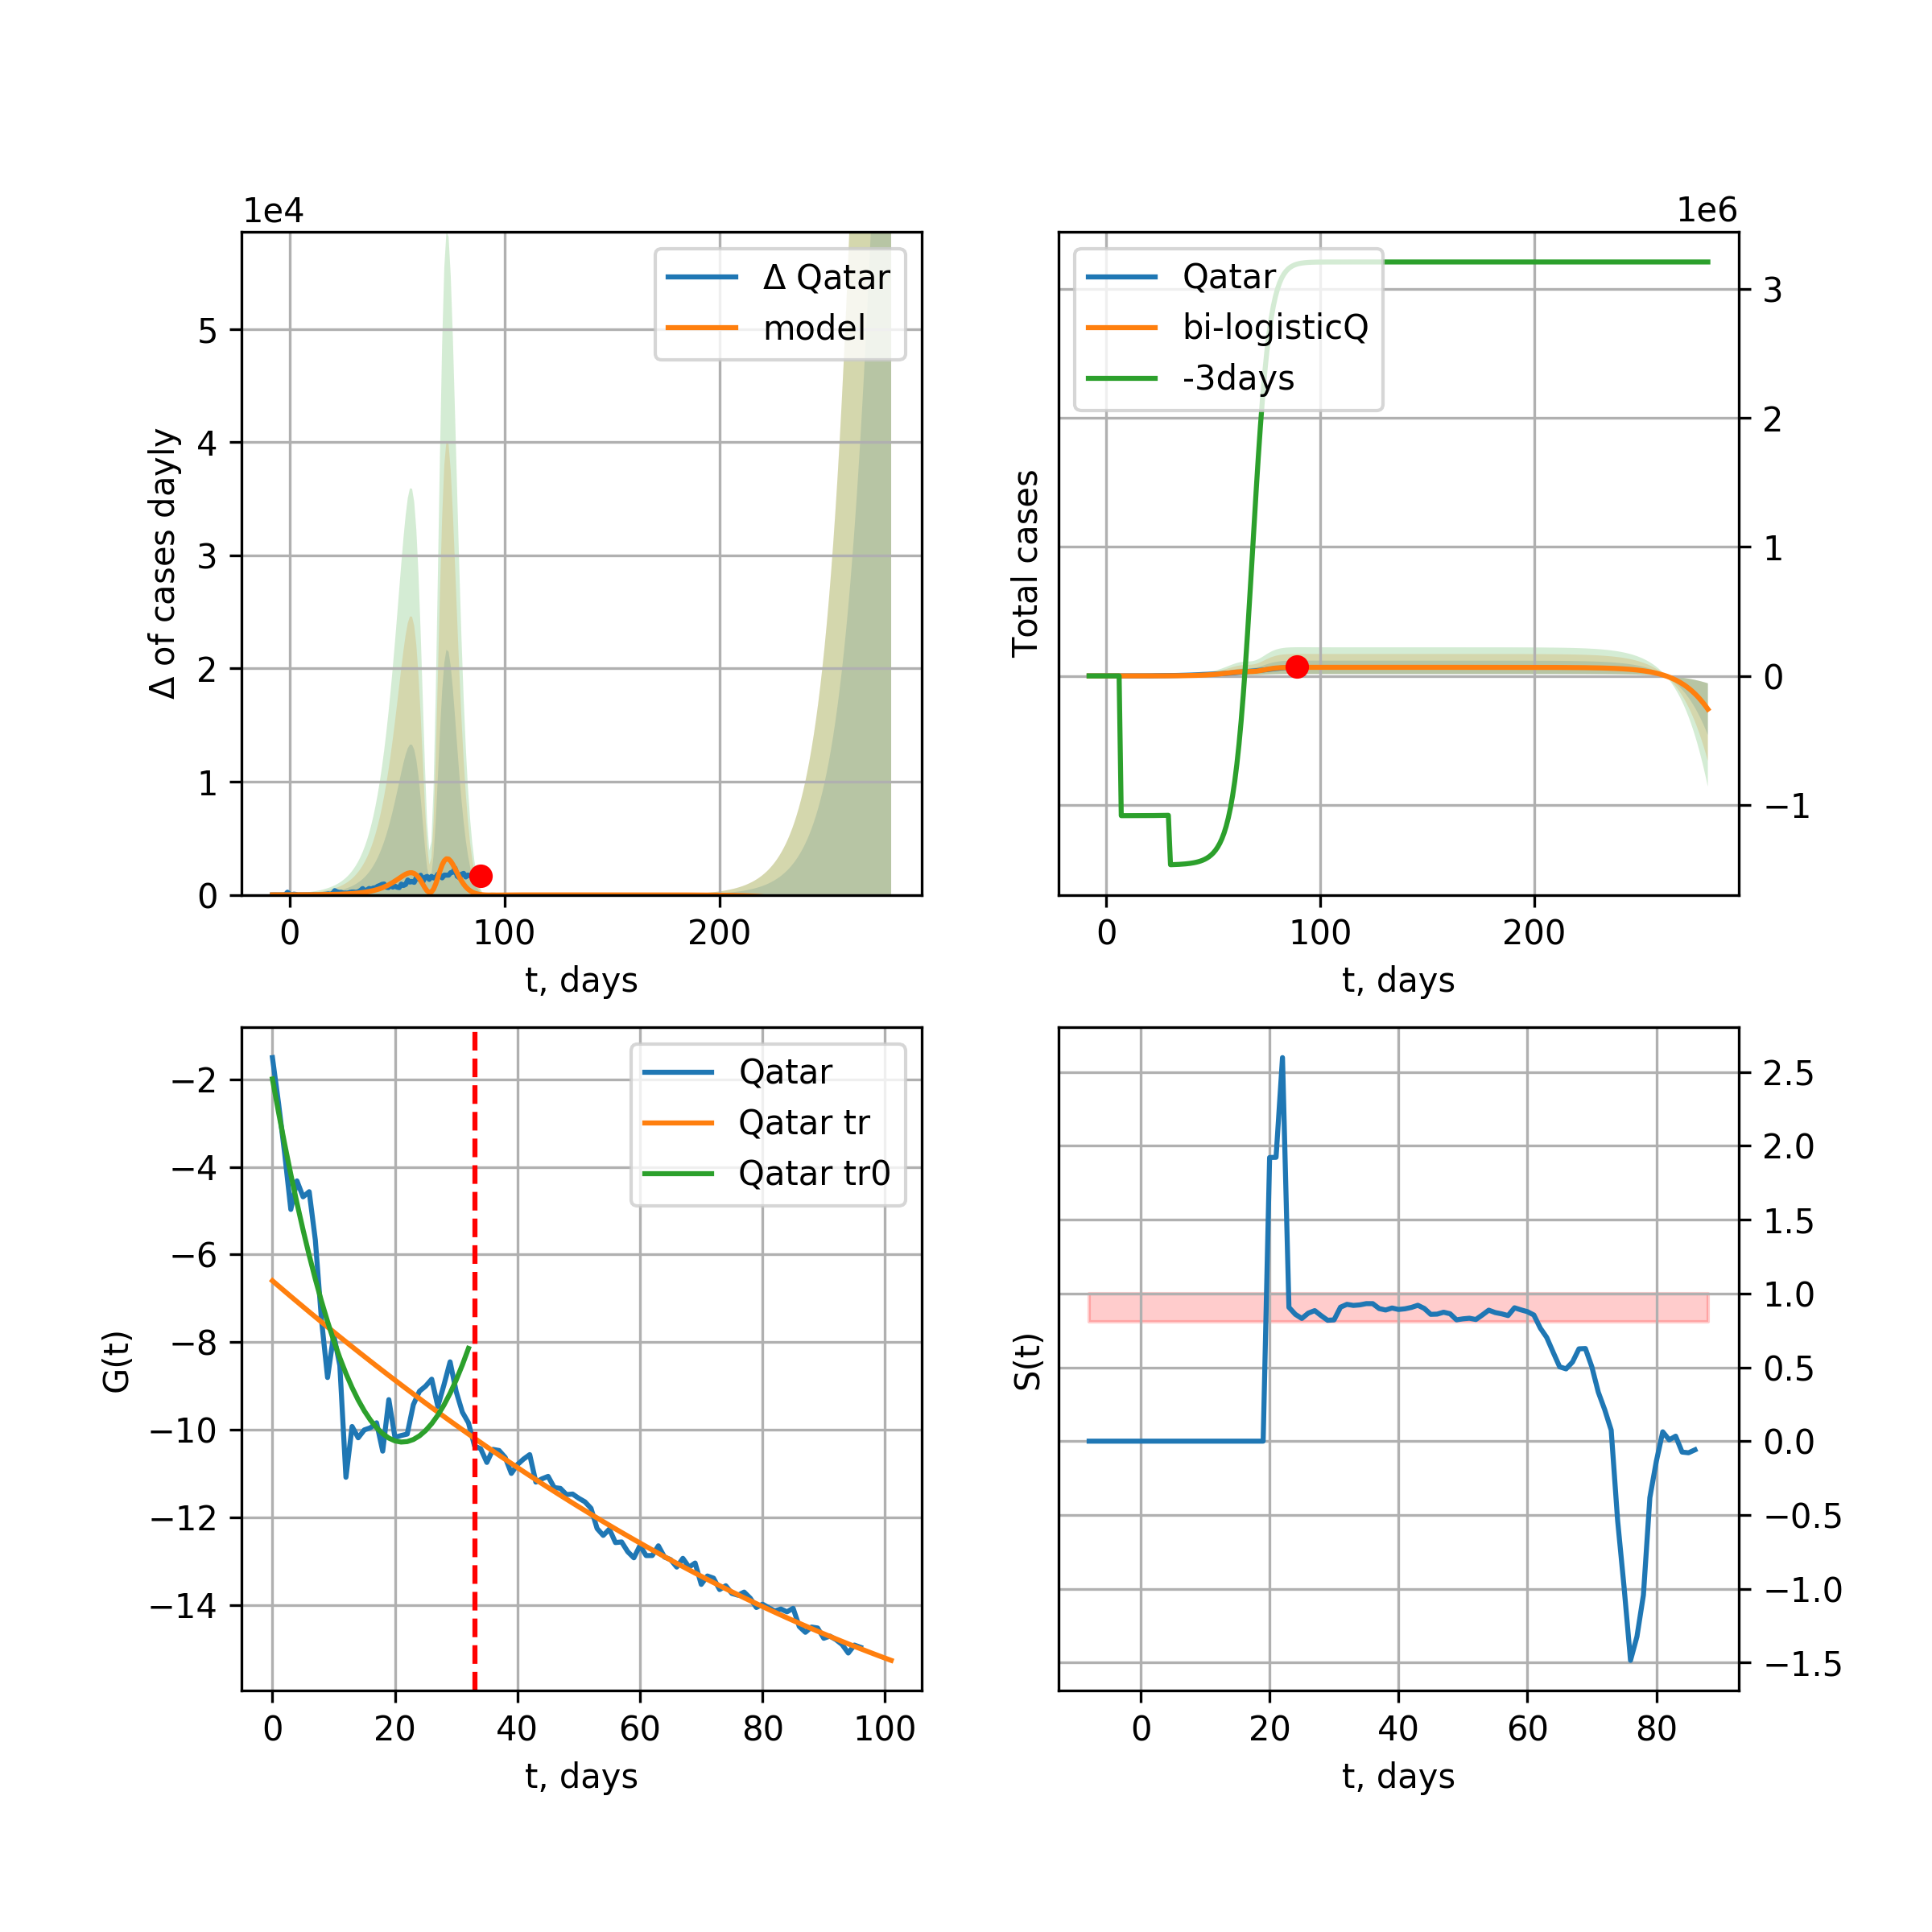 1e4
Δ of cases dayly
5
4
3
2
1
0
0 100 200
t, days
Δ Qatar
model
1e6
Total cases
3
2
1
0
−1
0 100 200
t, days
Qatar
bi-logisticQ
-3days
G(t)
−2
−4
−6
−8
−10
−12
−14
0 20 40 60 80 100
t, days
Qatar
Qatar tr
Qatar tr0
S(t)
2.5
2.0
1.5
1.0
0.5
0.0
−0.5
−1.0
−1.5
0 20 40 60 80
t, days